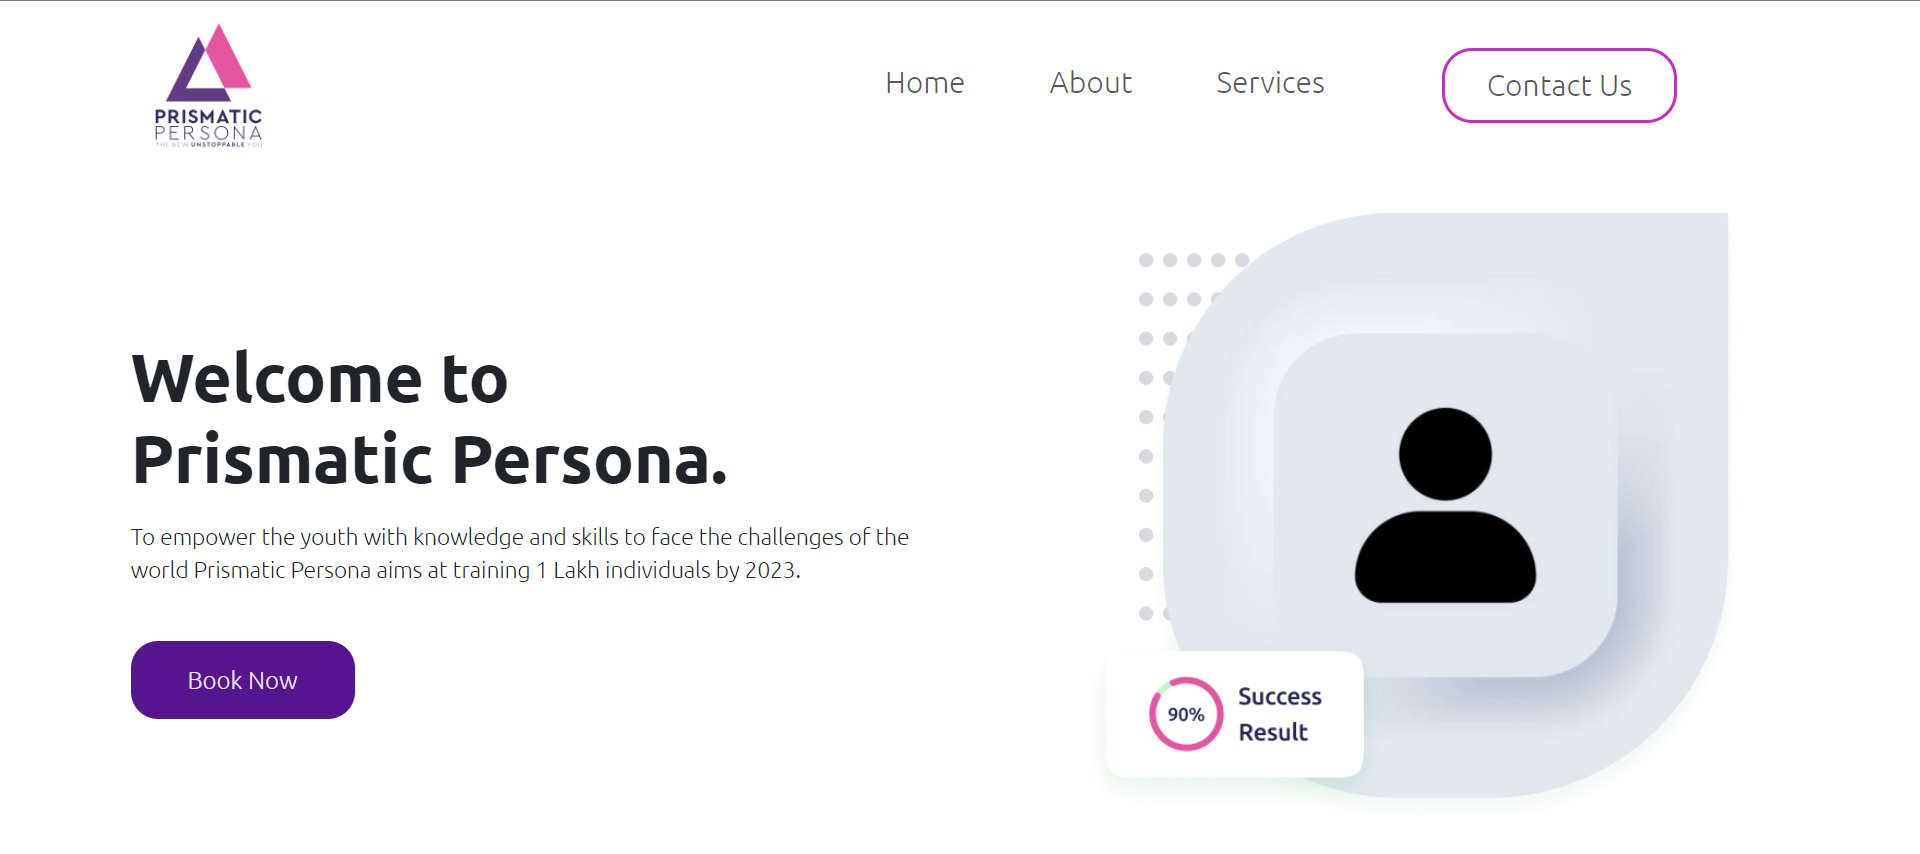 PRISMATIC
PERSONA
THE NEW UNSTOPPABLE YOU
Home
About
Services
Contact Us
Welcome to
Prismatic Persona.
To empower the youth with knowledge and skills to face the challenges of the
world Prismatic Persona aims at training 1 Lakh individuals by 2023.
Book Now
90%
Success
Result